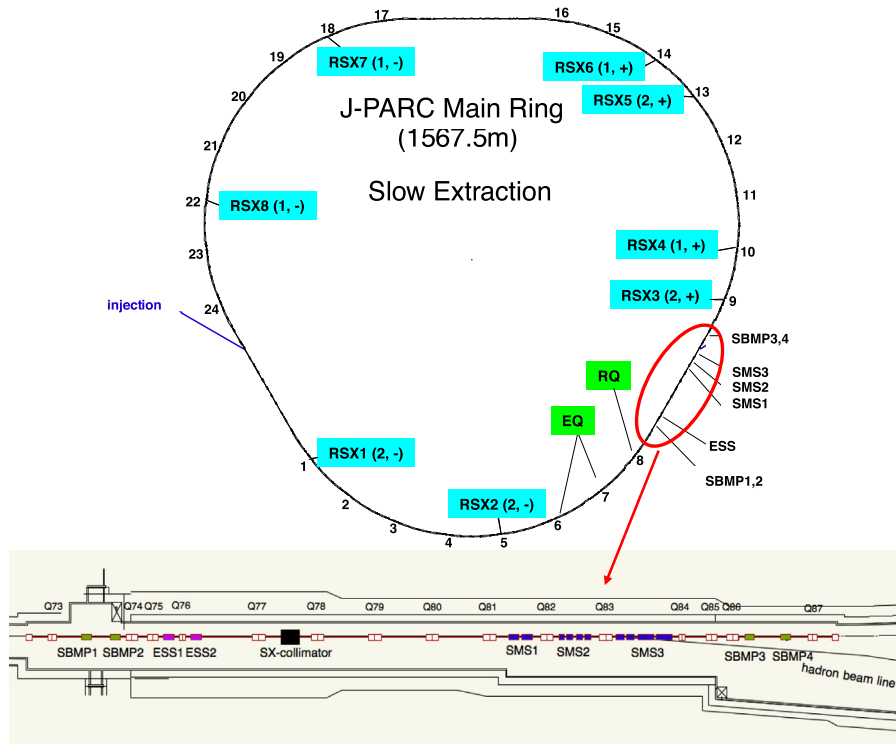 17
16
18
15
RSX7 (1, -)
RSX6 (1, +)
14
19
RSX5 (2, +)
13
20
J-PARC Main Ring
(1567.5m)
12
21
Slow Extraction
11
22
RSX8 (1, -)
RSX4 (1, +)
10
23
RSX3 (2, +)
9
24
injection
SBMP3,4
SMS3
SMS2
SMS1
RQ
EQ
ESS
SBMP1,2
1
RSX1 (2, -)
8
2
RSX2 (2, -)
7
3
4
5
6
Q73
Q74
Q75
Q76
Q77
Q78
Q79
Q80
Q81
Q82
Q83
Q84
Q85
Q86
Q87
SBMP1
SBMP2
ESS1
ESS2
SX-collimator
SMS1
SMS2
SMS3
SBMP3
SBMP4
hadron beam line